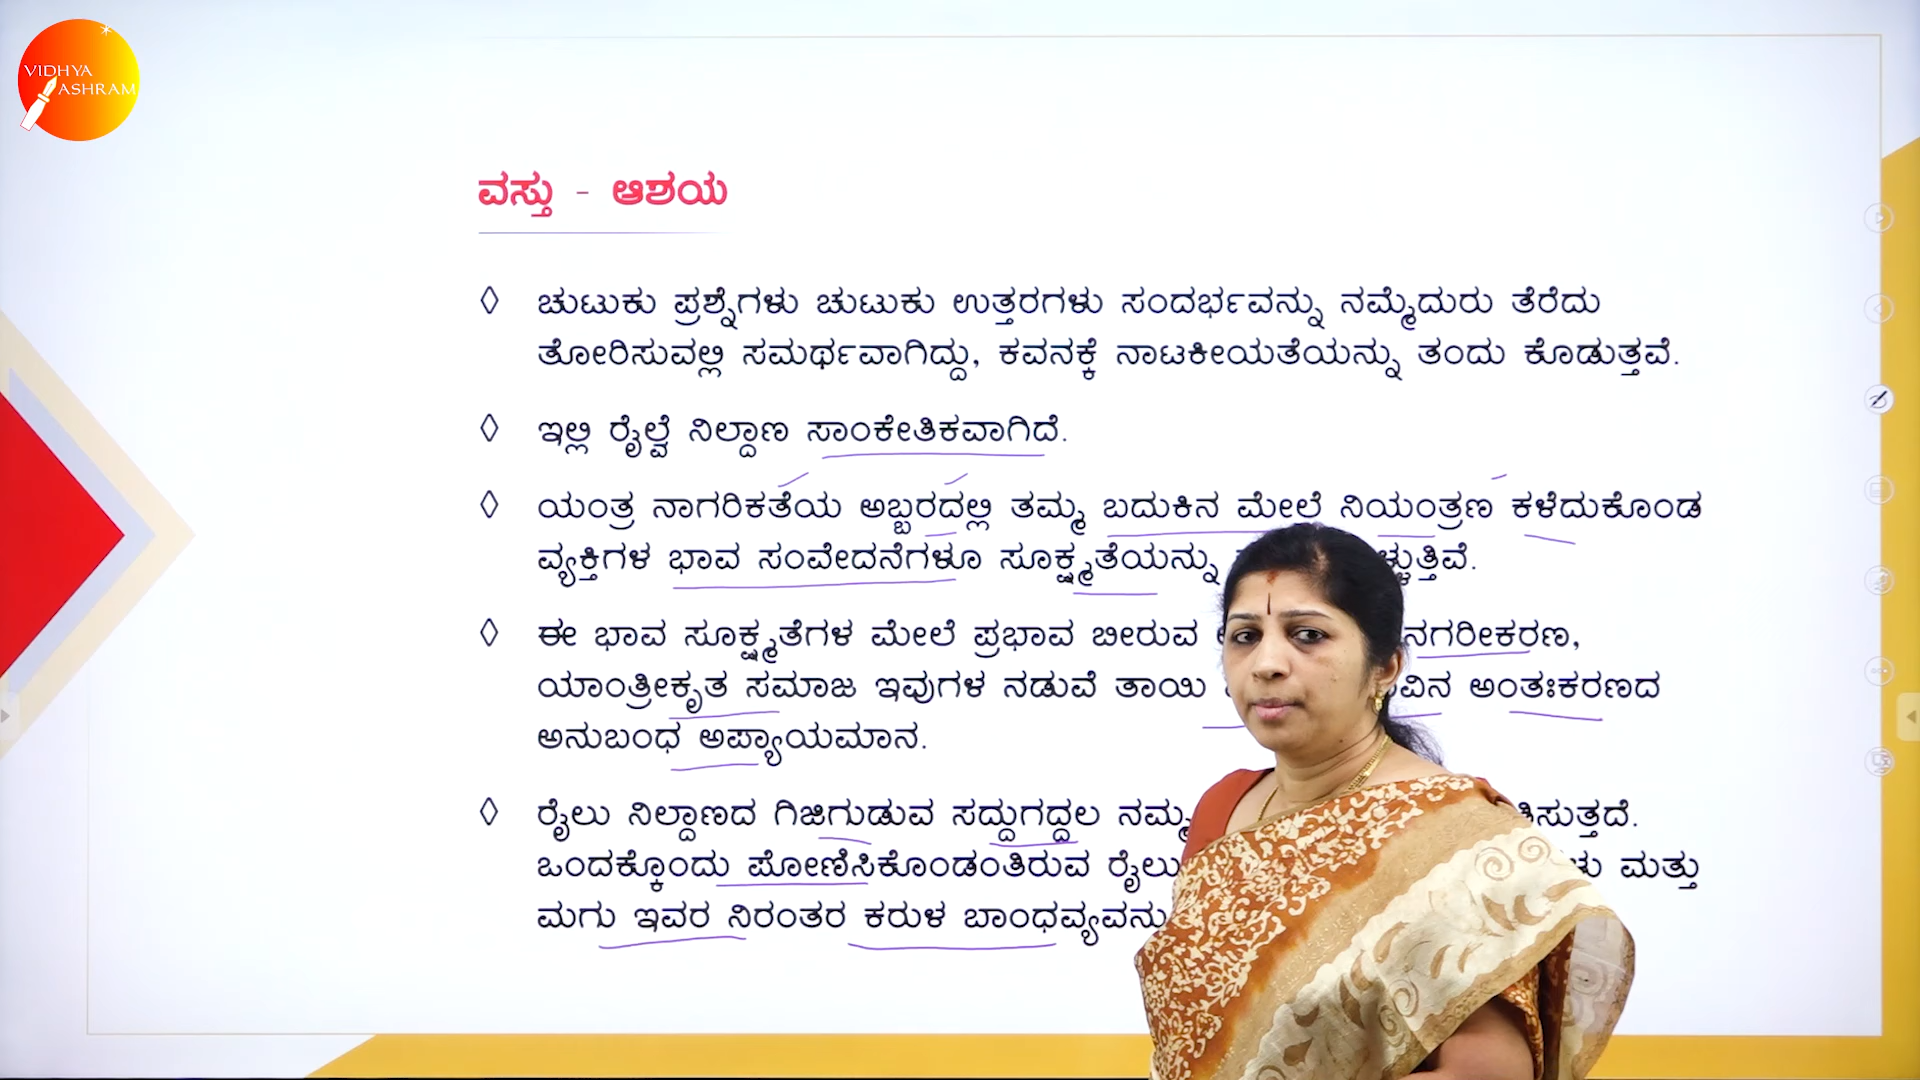 VIDHYA
ASHRAM
ವಸ್ತು - ಆಶಯ
ಚುಟುಕು ಪ್ರಶ್ನೆಗಳು ಚುಟುಕು ಉತ್ತರಗಳು ಸಂದರ್ಭವನ್ನು ನಮ್ಮೆದುರು ತೆರೆದು
ತೋರಿಸುವಲ್ಲಿ ಸಮರ್ಥವಾಗಿದ್ದು, ಕವನಕ್ಕೆ ನಾಟಕೀಯತೆಯನ್ನು ತಂದು ಕೊಡುತ್ತವೆ.
ಇಲ್ಲಿ ರೈಲ್ವೆ ನಿಲ್ದಾಣ ಸಾಂಕೇತಿಕವಾಗಿದೆ.
ಯಂತ್ರ ನಾಗರಿಕತೆಯ ಅಬ್ಬರದಲ್ಲಿ ತಮ್ಮ ಬದುಕಿನ ಮೇಲೆ ನಿಯಂತ್ರಣ ಕಳೆದುಕೊಂಡ
ವ್ಯಕ್ತಿಗಳ ಭಾವ ಸಂವೇದನೆಗಳೂ ಸೂಕ್ಷ್ಮತೆಯನ್ನು
ಈ ಭಾವ ಸೂಕ್ಷ್ಮತೆಗಳ ಮೇಲೆ ಪ್ರಭಾವ ಬೀರುವ ನಗರೀಕರಣ,
ಯಾಂತ್ರೀಕೃತ ಸಮಾಜ ಇವುಗಳ ನಡುವೆ ತಾಯಿ ಅಂತಃಕರಣದ
ಅನುಬಂಧ ಅಪ್ಯಾಯಮಾನ.
ರೈಲು ನಿಲ್ದಾಣದ ಗಿಜಿಗುಡುವ ಸದ್ದುಗದ್ದಲ ನಮ್ಮ
ಒಂದಕ್ಕೊಂದು ಪೋಣಿಸಿಕೊಂಡಂತಿರುವ ರೈಲು ಮತ್ತು
ಮಗು ಇವರ ನಿರಂತರ ಕರುಳ ಬಾಂಧವ್ಯವನು